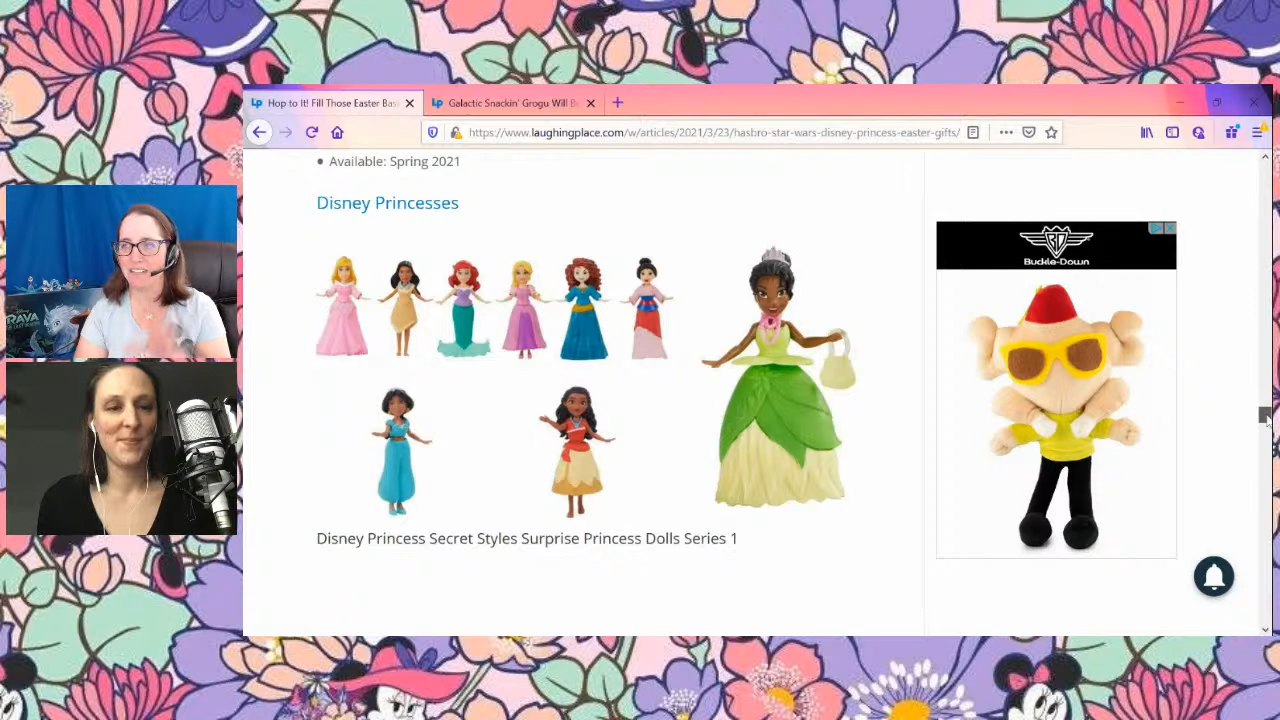 Hop to It! Fill Those Easter Bas
Galactic Snackin' Grogu Will B
https://www.laughingplace.com/w/articles/2021/3/23/hasbro-star-wars-disney-princess-easter-gifts/
Available: Spring 2021
Disney Princesses
BD
Buckle-Down
Disney Princess Secret Styles Surprise Princess Dolls Series 1